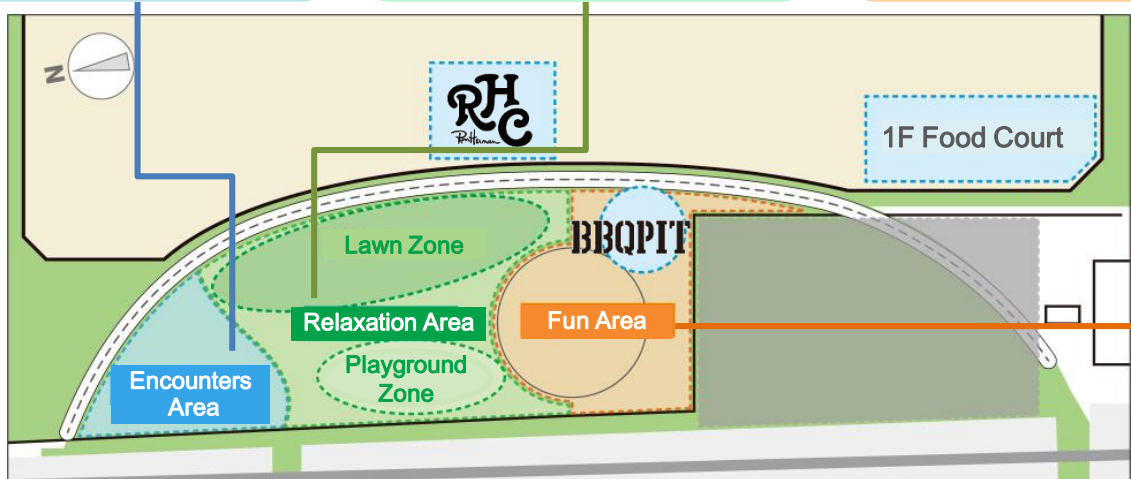 N
RHC
Ron Herman
1F Food Court
Lawn Zone
BBQPIT
Relaxation Area
Fun Area
Playground
Zone
Encounters
Area